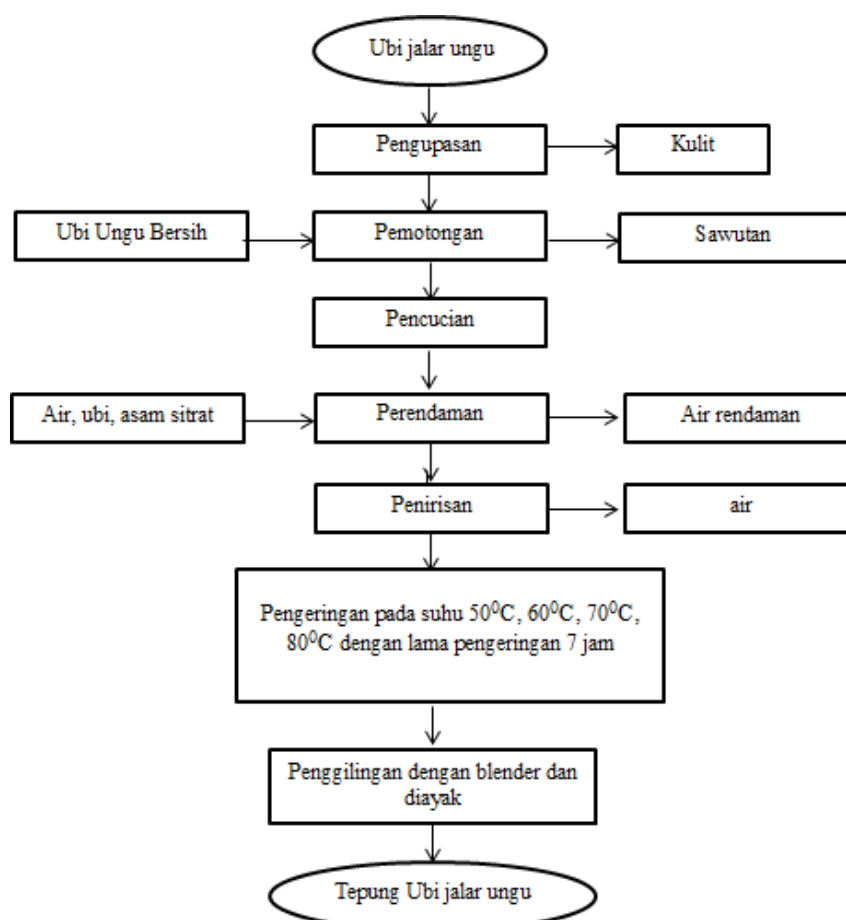 Ubi jalar ungu
Pengupasan
Kulit
Ubi Ungu Bersih
Pemotongan
Sawutan
Pencucian
Air, ubi, asam sitrat
Perendaman
Air rendaman
Penirisan
air
Pengeringan pada suhu 50⁰C, 60⁰C, 70⁰C,
80⁰C dengan lama pengeringan 7 jam
Penggilingan dengan blender dan
diayak
Tepung Ubi jalar ungu